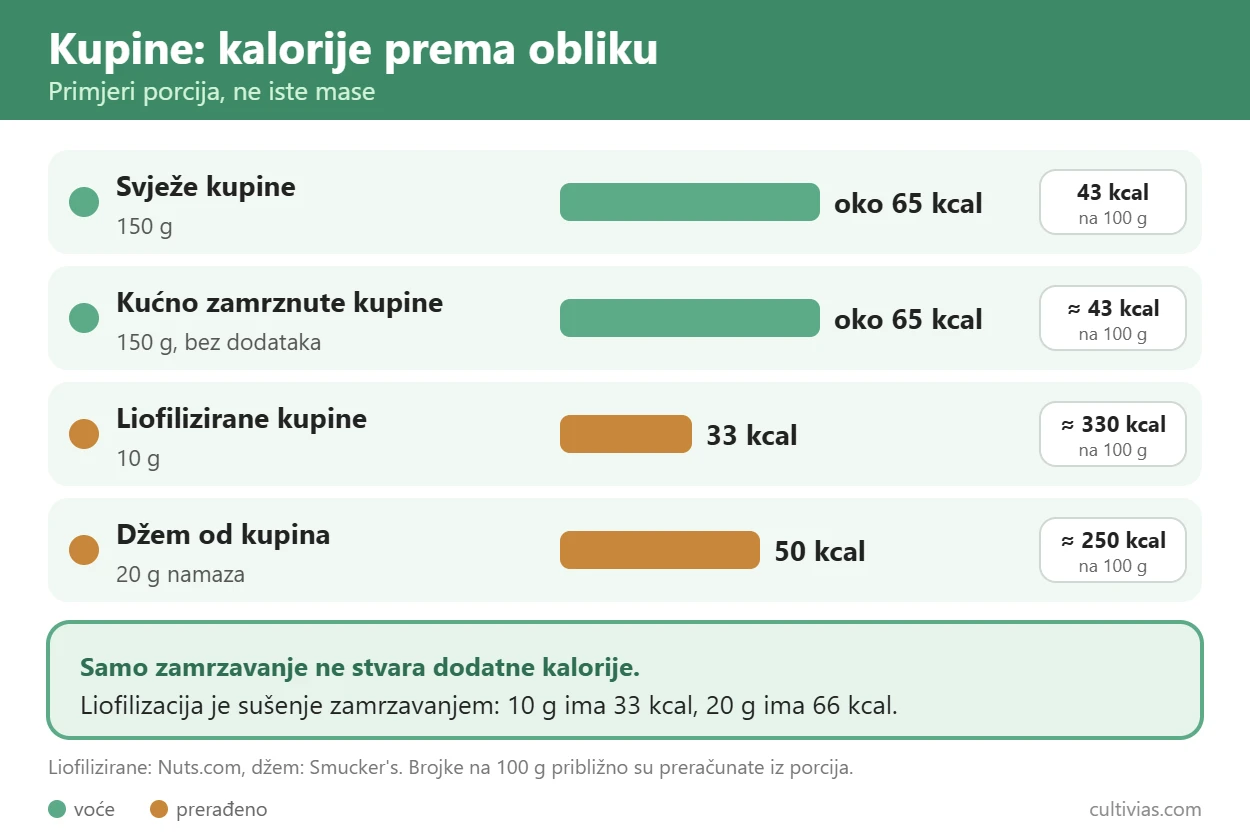 Kupine: kalorije prema obliku
Primjeri porcija, ne iste mase
Svježe kupine
150 g
oko 65 kcal
43 kcal
na 100 g
Kućno zamrznute kupine
150 g, bez dodataka
oko 65 kcal
≈ 43 kcal
na 100 g
Liofilizirane kupine
10 g
33 kcal
≈ 330 kcal
na 100 g
Džem od kupina
20 g namaza
50 kcal
≈ 250 kcal
na 100 g
Samo zamrzavanje ne stvara dodatne kalorije.
Liofilizacija je sušenje zamrzavanjem: 10 g ima 33 kcal, 20 g ima 66 kcal.
Liofilizirane: Nuts.com, džem: Smucker's. Brojke na 100 g približno su preračunate iz porcija.
voće
prerađeno
cultivias.com